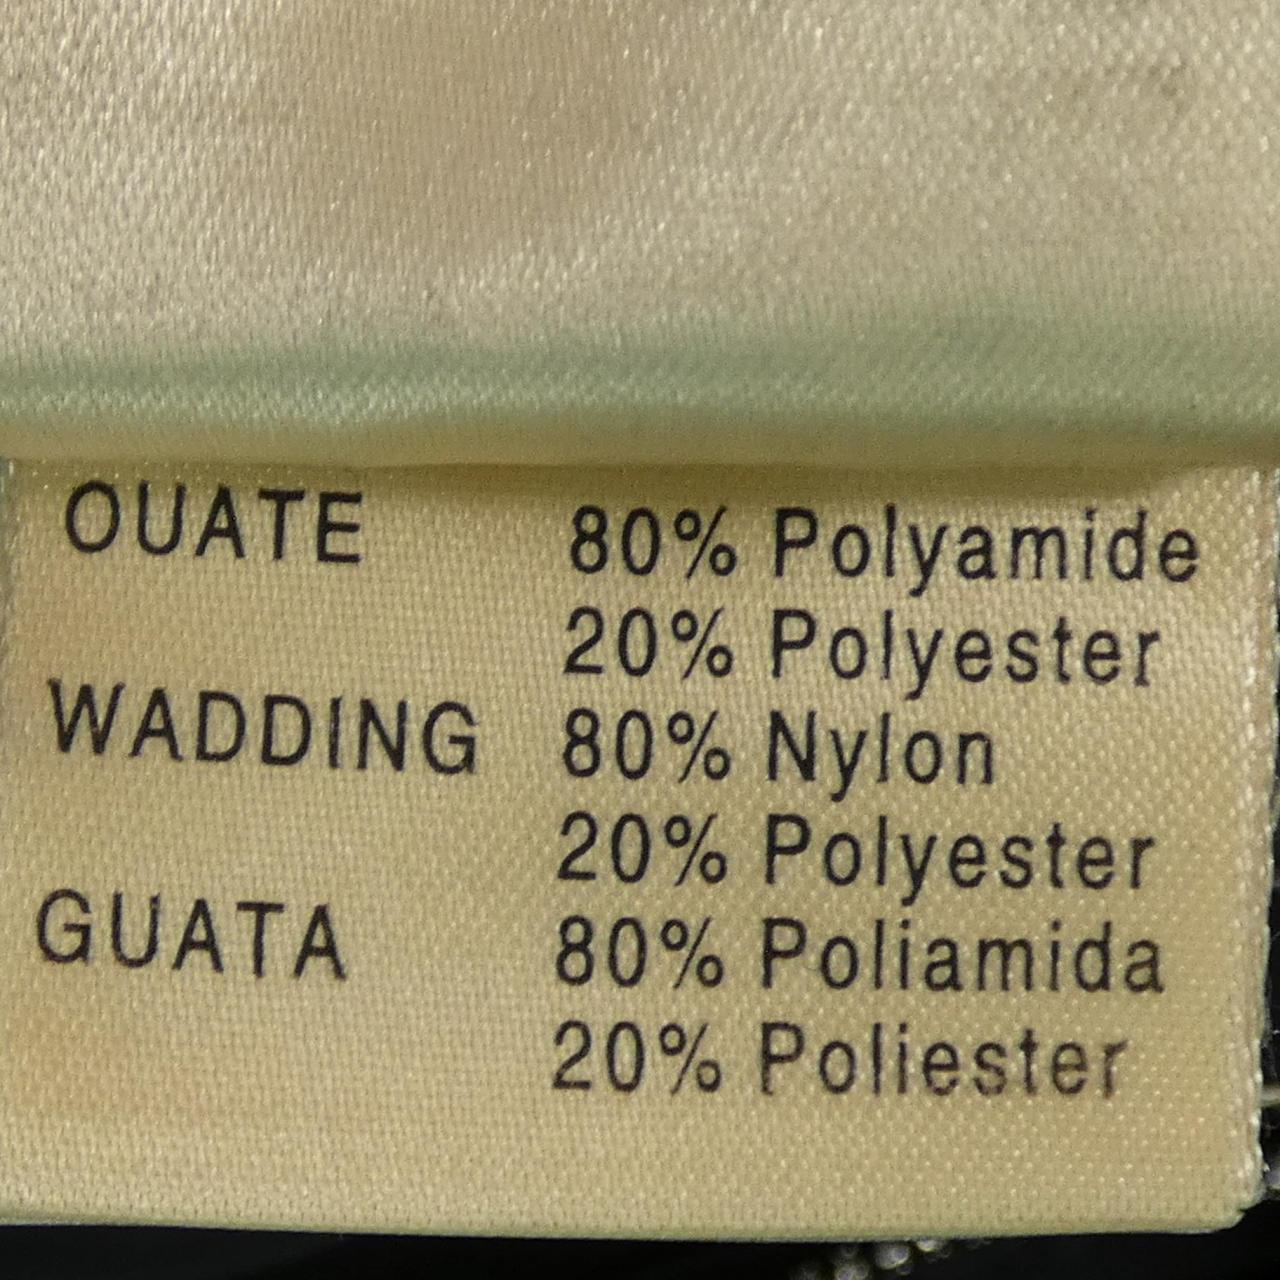 OUATE 80% Polyamide
20% Polyester
WADDING 80% Nylon
20% Polyester
GUATA 80% Poliamida
20% Poliester